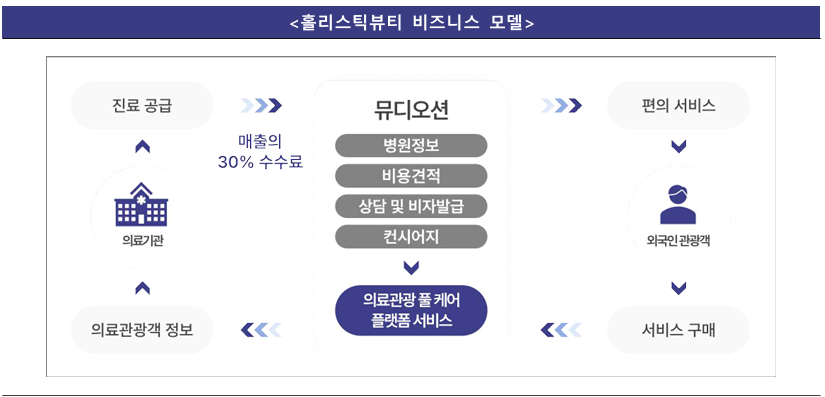 <홀리스틱뷰티 비즈니스 모델>
진료 공급
매출의
30% 수수료
의료기관
의료관광객 정보
뮤디오션
병원정보
비용견적
상담 및 비자발급
컨시어지
의료관광 풀 케어
플랫폼 서비스
편의 서비스
외국인 관광객
서비스 구매